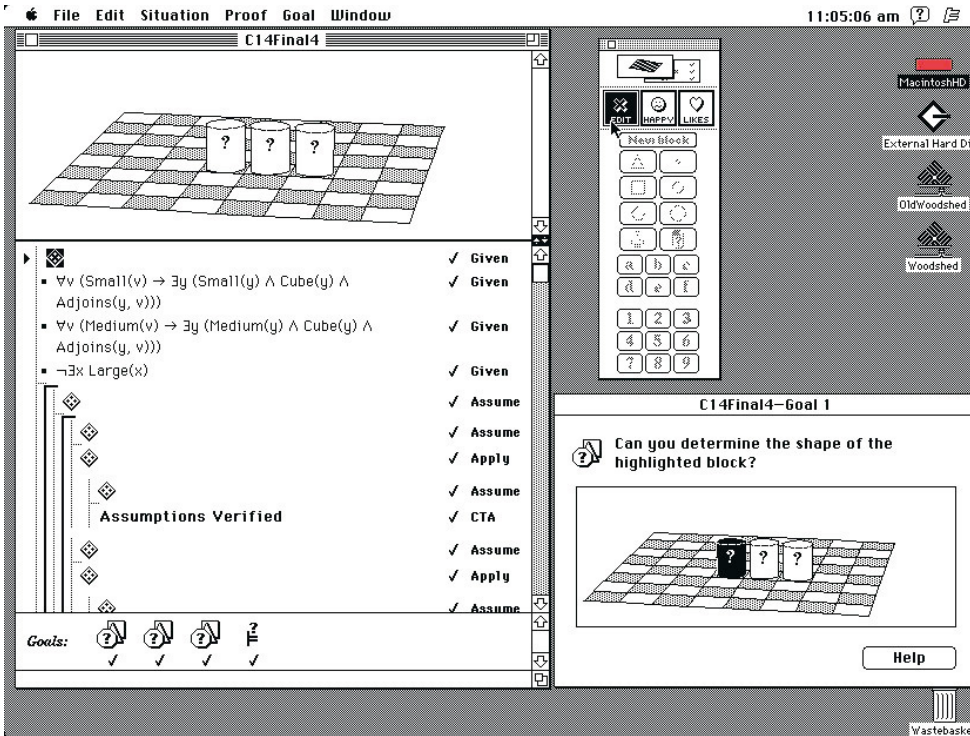 File Edit Situation Proof Goal Window 11:05:06 am
C14Final4
? ? ?
✓ Given
▪ ∀v (Small(v) → ∃y (Small(y) ∧ Cube(y) ∧ ✓ Given
Adjoins(y, v)))
▪ ∀v (Medium(v) → ∃y (Medium(y) ∧ Cube(y) ∧ ✓ Given
Adjoins(y, v)))
▪ ¬∃x Large(x) ✓ Given
✓ Assume
✓ Assume
✓ Apply
✓ Assume
Assumptions Verified ✓ CTA
✓ Assume
✓ Apply
✓ Assume
Goals:
✓ ✓ ✓ ✓
EDIT HAPPY LIKES
New block
a b c
d e f
1 2 3
4 5 6
7 8 9
MacintoshHD
External Hard Di
OldWoodshed
Woodshed
C14Final4—Goal 1
Can you determine the shape of the
highlighted block?
? ? ?
Help
Wastebaske